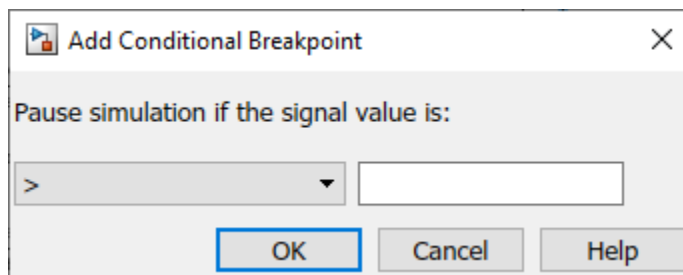 Add Conditional Breakpoint
Pause simulation if the signal value is:
>
OK Cancel Help